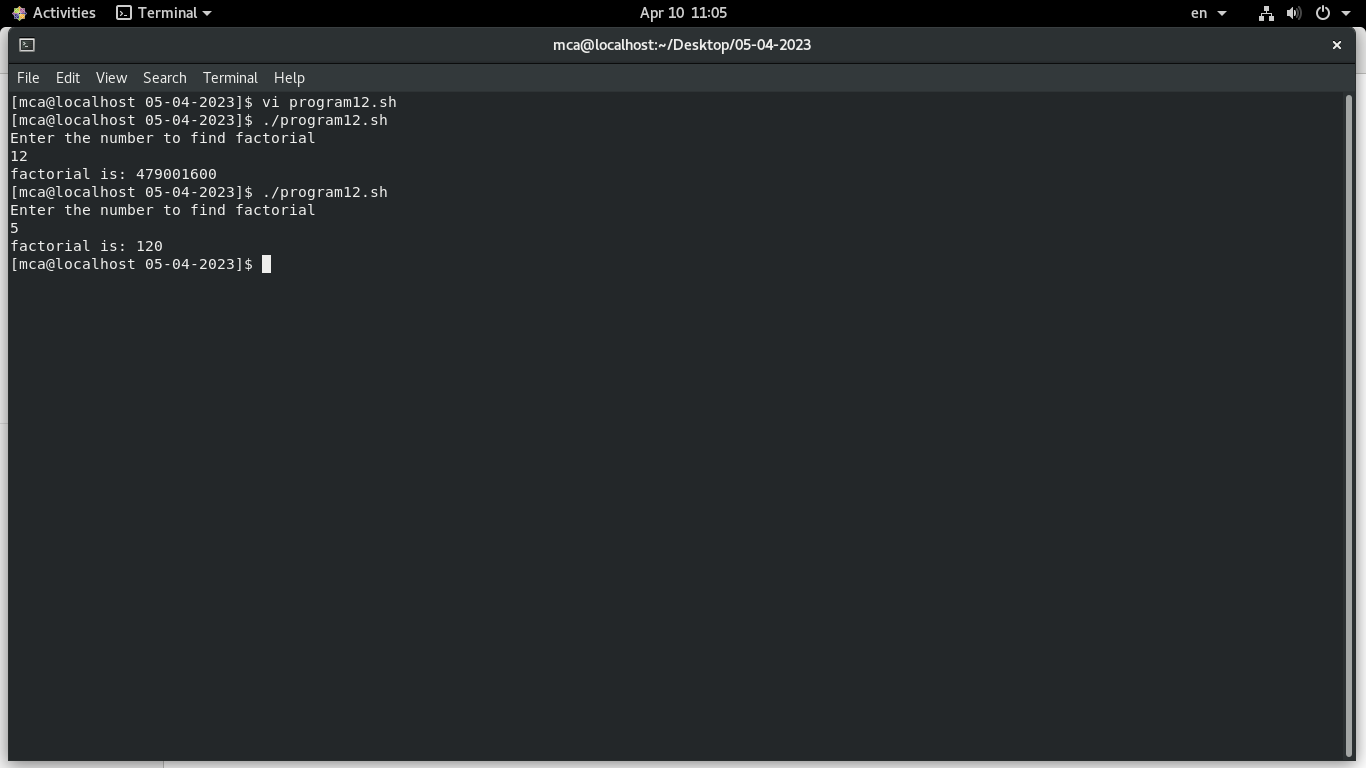 Activities Terminal Apr 10 11:05 en
mca@localhost:~/Desktop/05-04-2023
File Edit View Search Terminal Help
[mca@localhost 05-04-2023]$ vi program12.sh
[mca@localhost 05-04-2023]$ ./program12.sh
Enter the number to find factorial
12
factorial is: 479001600
[mca@localhost 05-04-2023]$ ./program12.sh
Enter the number to find factorial
5
factorial is: 120
[mca@localhost 05-04-2023]$